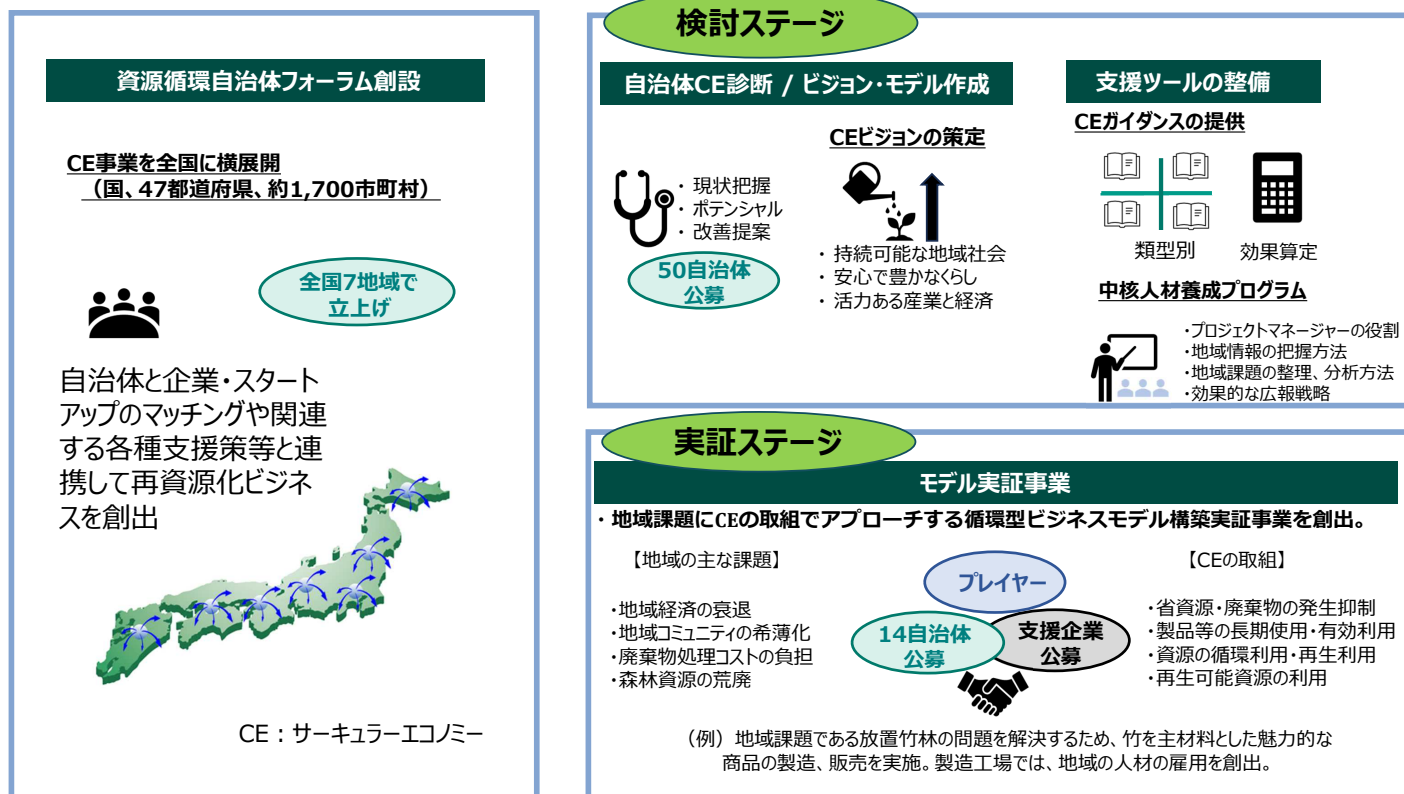 資源循環自治体フォーラム創設
CE事業を全国に横展開
（国、47都道府県、約1,700市町村）
全国7地域で
立上げ
自治体と企業・スタート
アップのマッチングや関連
する各種支援策等と連
携して再資源化ビジネ
スを創出
CE：サーキュラーエコノミー
検討ステージ
自治体CE診断 / ビジョン・モデル作成
・現状把握
・ポテンシャル
・改善提案
50自治体
公募
CEビジョンの策定
・持続可能な地域社会
・安心で豊かなくらし
・活力ある産業と経済
支援ツールの整備
CEガイダンスの提供
類型別
効果算定
中核人材養成プログラム
・プロジェクトマネージャーの役割
・地域情報の把握方法
・地域課題の整理、分析方法
・効果的な広報戦略
実証ステージ
モデル実証事業
・地域課題にCEの取組でアプローチする循環型ビジネスモデル構築実証事業を創出。
【地域の主な課題】
・地域経済の衰退
・地域コミュニティの希薄化
・廃棄物処理コストの負担
・森林資源の荒廃
プレイヤー
14自治体
公募
支援企業
公募
【CEの取組】
・省資源・廃棄物の発生抑制
・製品等の長期使用・有効利用
・資源の循環利用・再生利用
・再生可能資源の利用
（例）地域課題である放置竹林の問題を解決するため、竹を主材料とした魅力的な
商品の製造、販売を実施。製造工場では、地域の人材の雇用を創出。